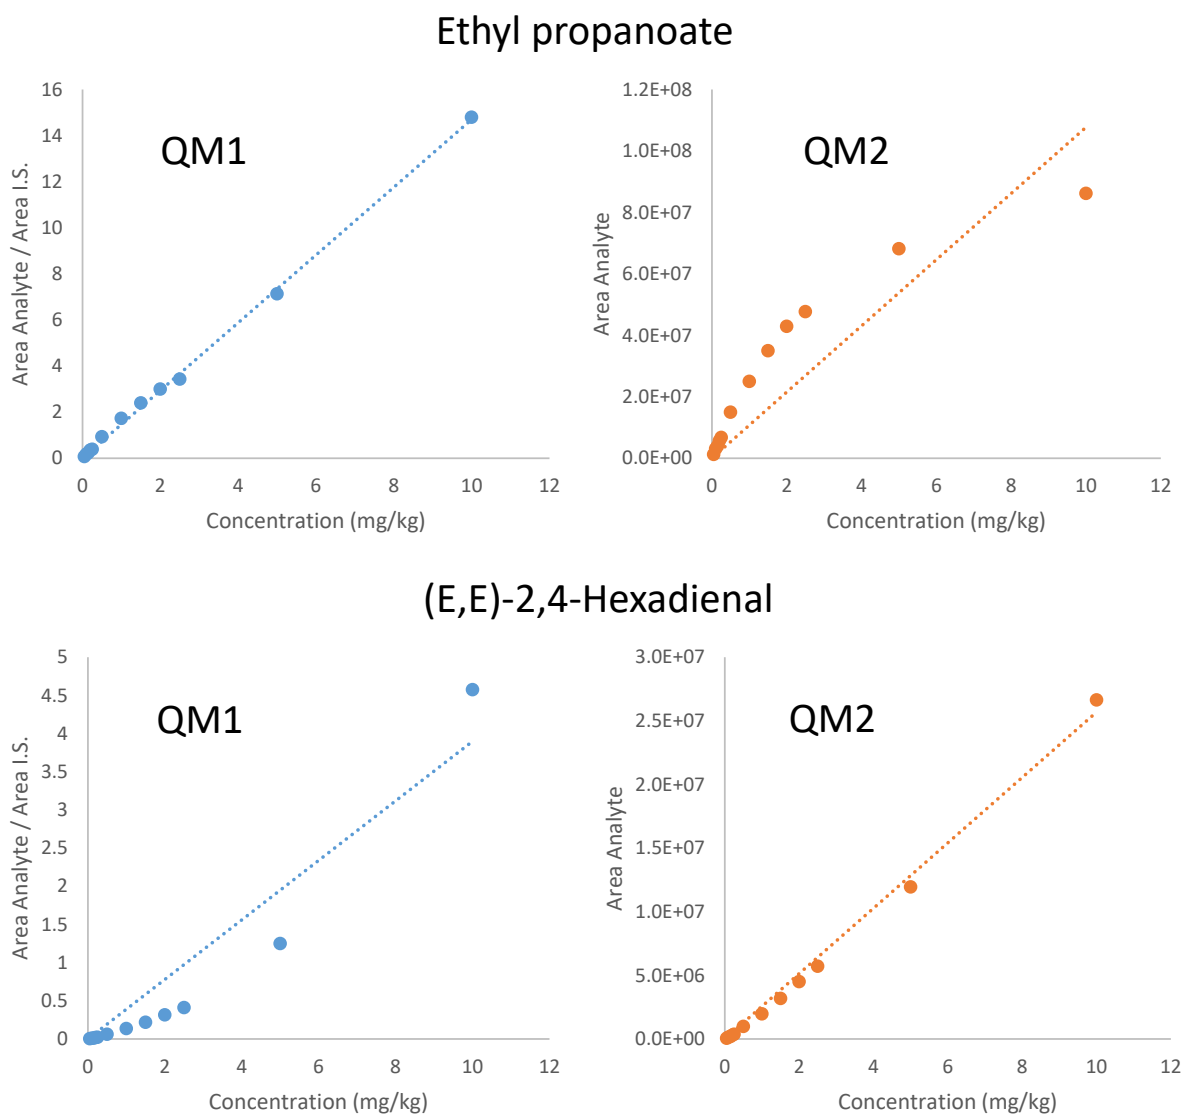 Ethyl propanoate
QM1
Area Analyte / Area I.S.
16
14
12
10
8
6
4
2
0
0 2 4 6 8 10 12
Concentration (mg/kg)
QM2
Area Analyte
1.2E+08
1.0E+08
8.0E+07
6.0E+07
4.0E+07
2.0E+07
0.0E+00
0 2 4 6 8 10 12
Concentration (mg/kg)
(E,E)-2,4-Hexadienal
QM1
Area Analyte / Area I.S.
5
4.5
4
3.5
3
2.5
2
1.5
1
0.5
0
0 2 4 6 8 10 12
Concentration (mg/kg)
QM2
Area Analyte
3.0E+07
2.5E+07
2.0E+07
1.5E+07
1.0E+07
5.0E+06
0.0E+00
0 2 4 6 8 10 12
Concentration (mg/kg)